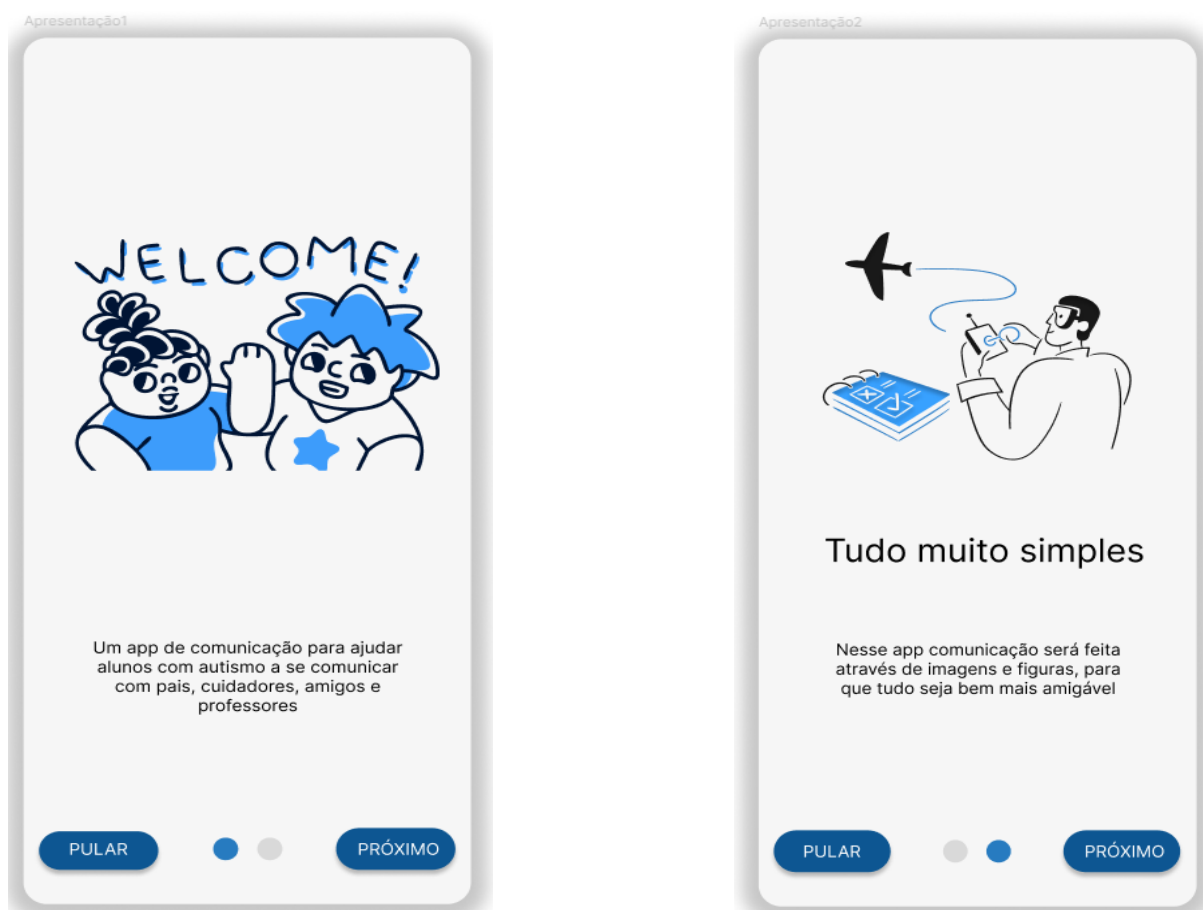 Apresentação1
WELCOME!
Um app de comunicação para ajudar
alunos com autismo a se comunicar
com pais, cuidadores, amigos e
professores
PULAR
PRÓXIMO
Apresentação2
Tudo muito simples
Nesse app comunicação será feita
através de imagens e figuras, para
que tudo seja bem mais amigável
PULAR
PRÓXIMO